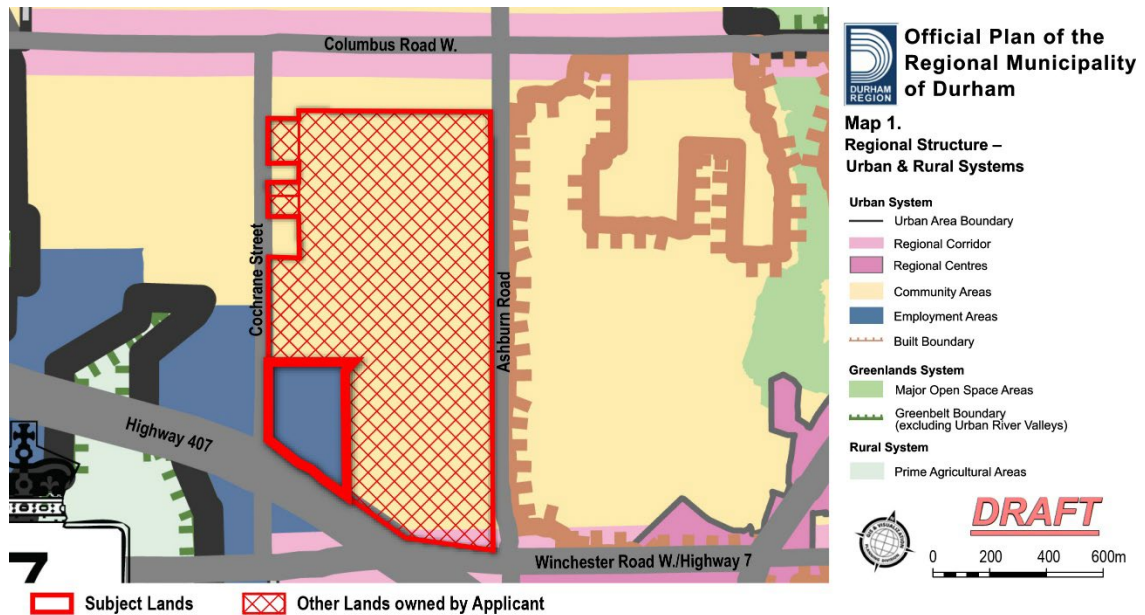 Columbus Road W.
Cochrane Street
Ashburn Road
Highway 407
Winchester Road W./Highway 7
7
Subject Lands
Other Lands owned by Applicant
DURHAM
REGION
Official Plan of the
Regional Municipality
of Durham
Map 1.
Regional Structure –
Urban & Rural Systems
Urban System
Urban Area Boundary
Regional Corridor
Regional Centres
Community Areas
Employment Areas
Built Boundary
Greenlands System
Major Open Space Areas
Greenbelt Boundary
(excluding Urban River Valleys)
Rural System
Prime Agricultural Areas
DRAFT
0 200 400 600m